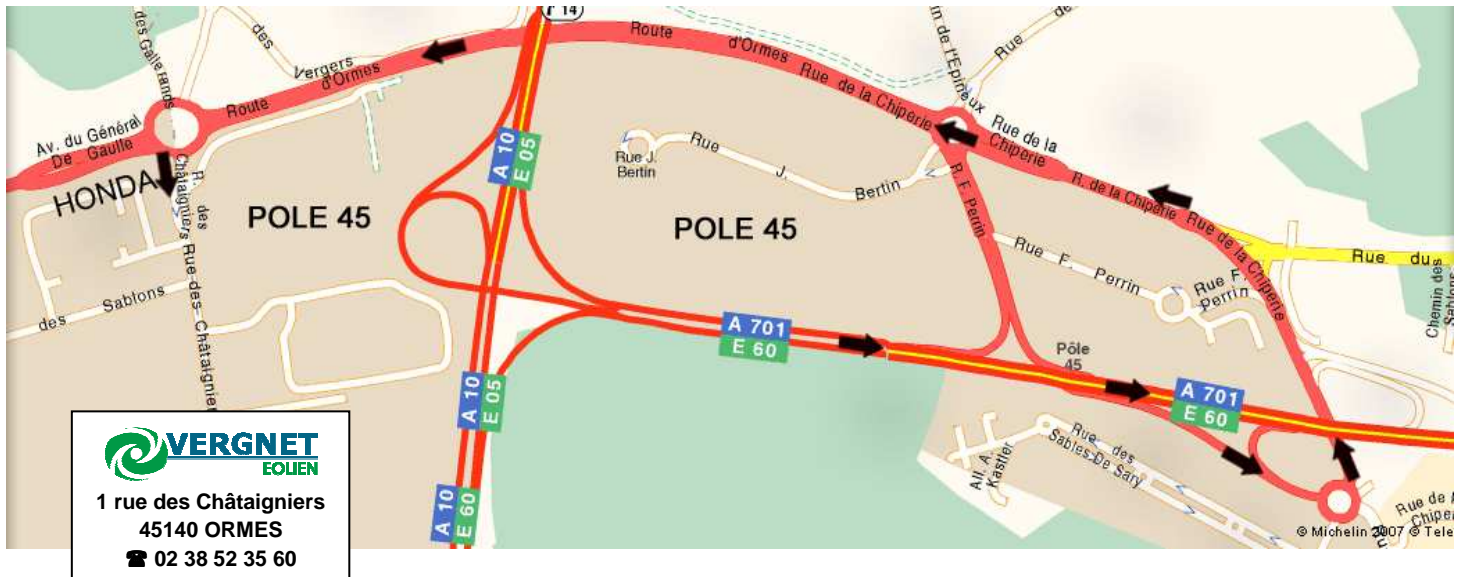 14
Route
d'Ormes
Rue de la Chiperie
des
Vergers
Route
d'Ormes
Av. du Général
De Gaulle
HONDA
R. des
Châtaigniers
Rue des Châtaignier
des Sablons
POLE 45
A 10
E 05
Rue J.
Bertin
Rue J. Bertin
POLE 45
de l'Epineux
Rue
Rue de la
Chiperie
R. de la Chiperie
Rue de la Chiperie
R. F. Perrin
Rue F. Perrin
Rue F.
Perrin
Rue du
Chemin des
Sablons
A 701
E 60
Pôle
45
A 701
E 60
A 10
E 05
A 10
E 60
All. A.
Kastler
Rue des
Sables De Sary
Rue de
© Michelin 2007 © Tele
VERGNET
EOLIEN
1 rue des Châtaigniers
45140 ORMES
☎ 02 38 52 35 60